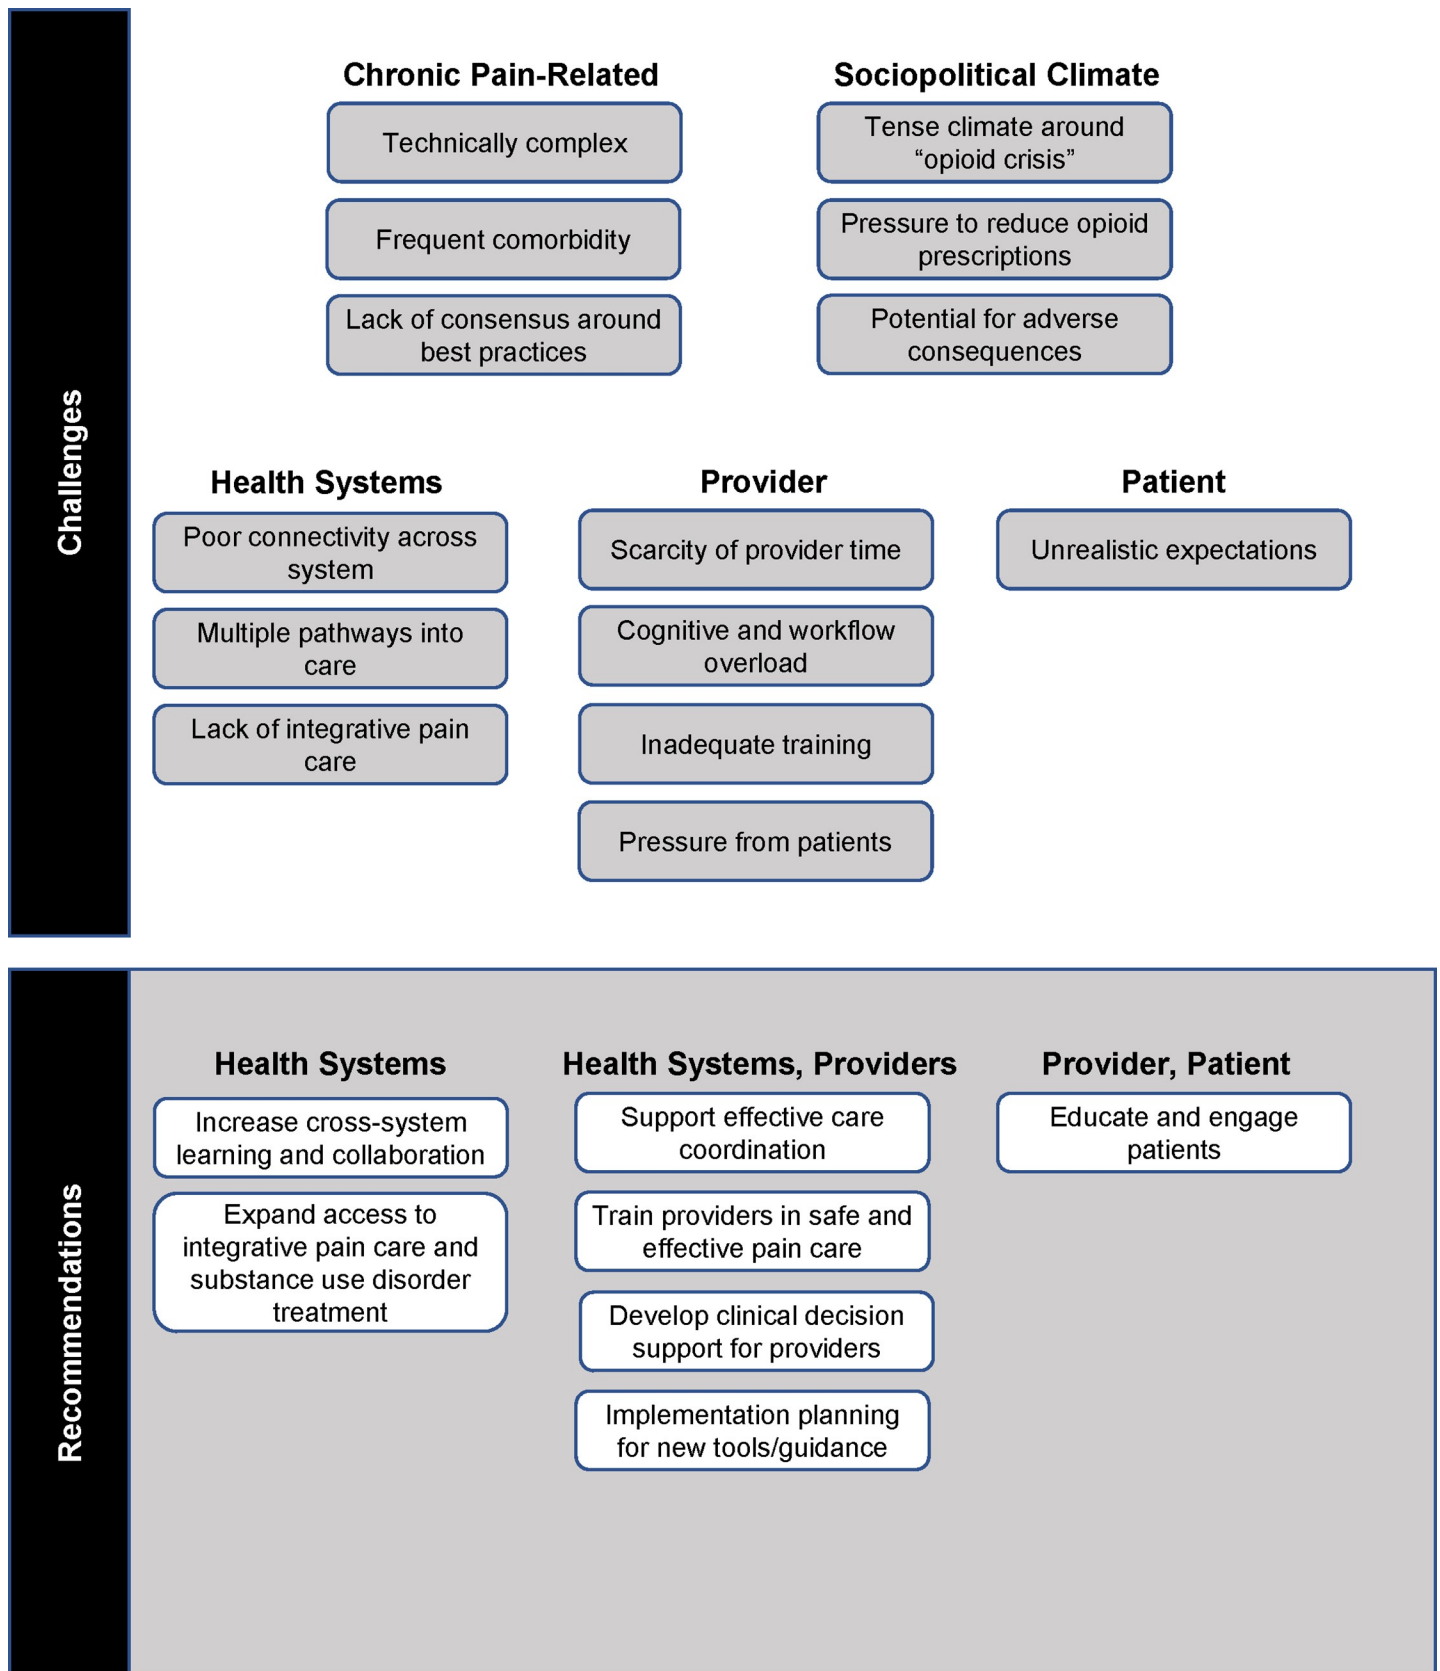 Challenges
Chronic Pain-Related
Technically complex
Frequent comorbidity
Lack of consensus around
best practices
Sociopolitical Climate
Tense climate around
“opioid crisis”
Pressure to reduce opioid
prescriptions
Potential for adverse
consequences
Health Systems
Poor connectivity across
system
Multiple pathways into
care
Lack of integrative pain
care
Provider
Scarcity of provider time
Cognitive and workflow
overload
Inadequate training
Pressure from patients
Patient
Unrealistic expectations
Recommendations
Health Systems
Increase cross-system
learning and collaboration
Expand access to
integrative pain care and
substance use disorder
treatment
Health Systems, Providers
Support effective care
coordination
Train providers in safe and
effective pain care
Develop clinical decision
support for providers
Implementation planning
for new tools/guidance
Provider, Patient
Educate and engage
patients